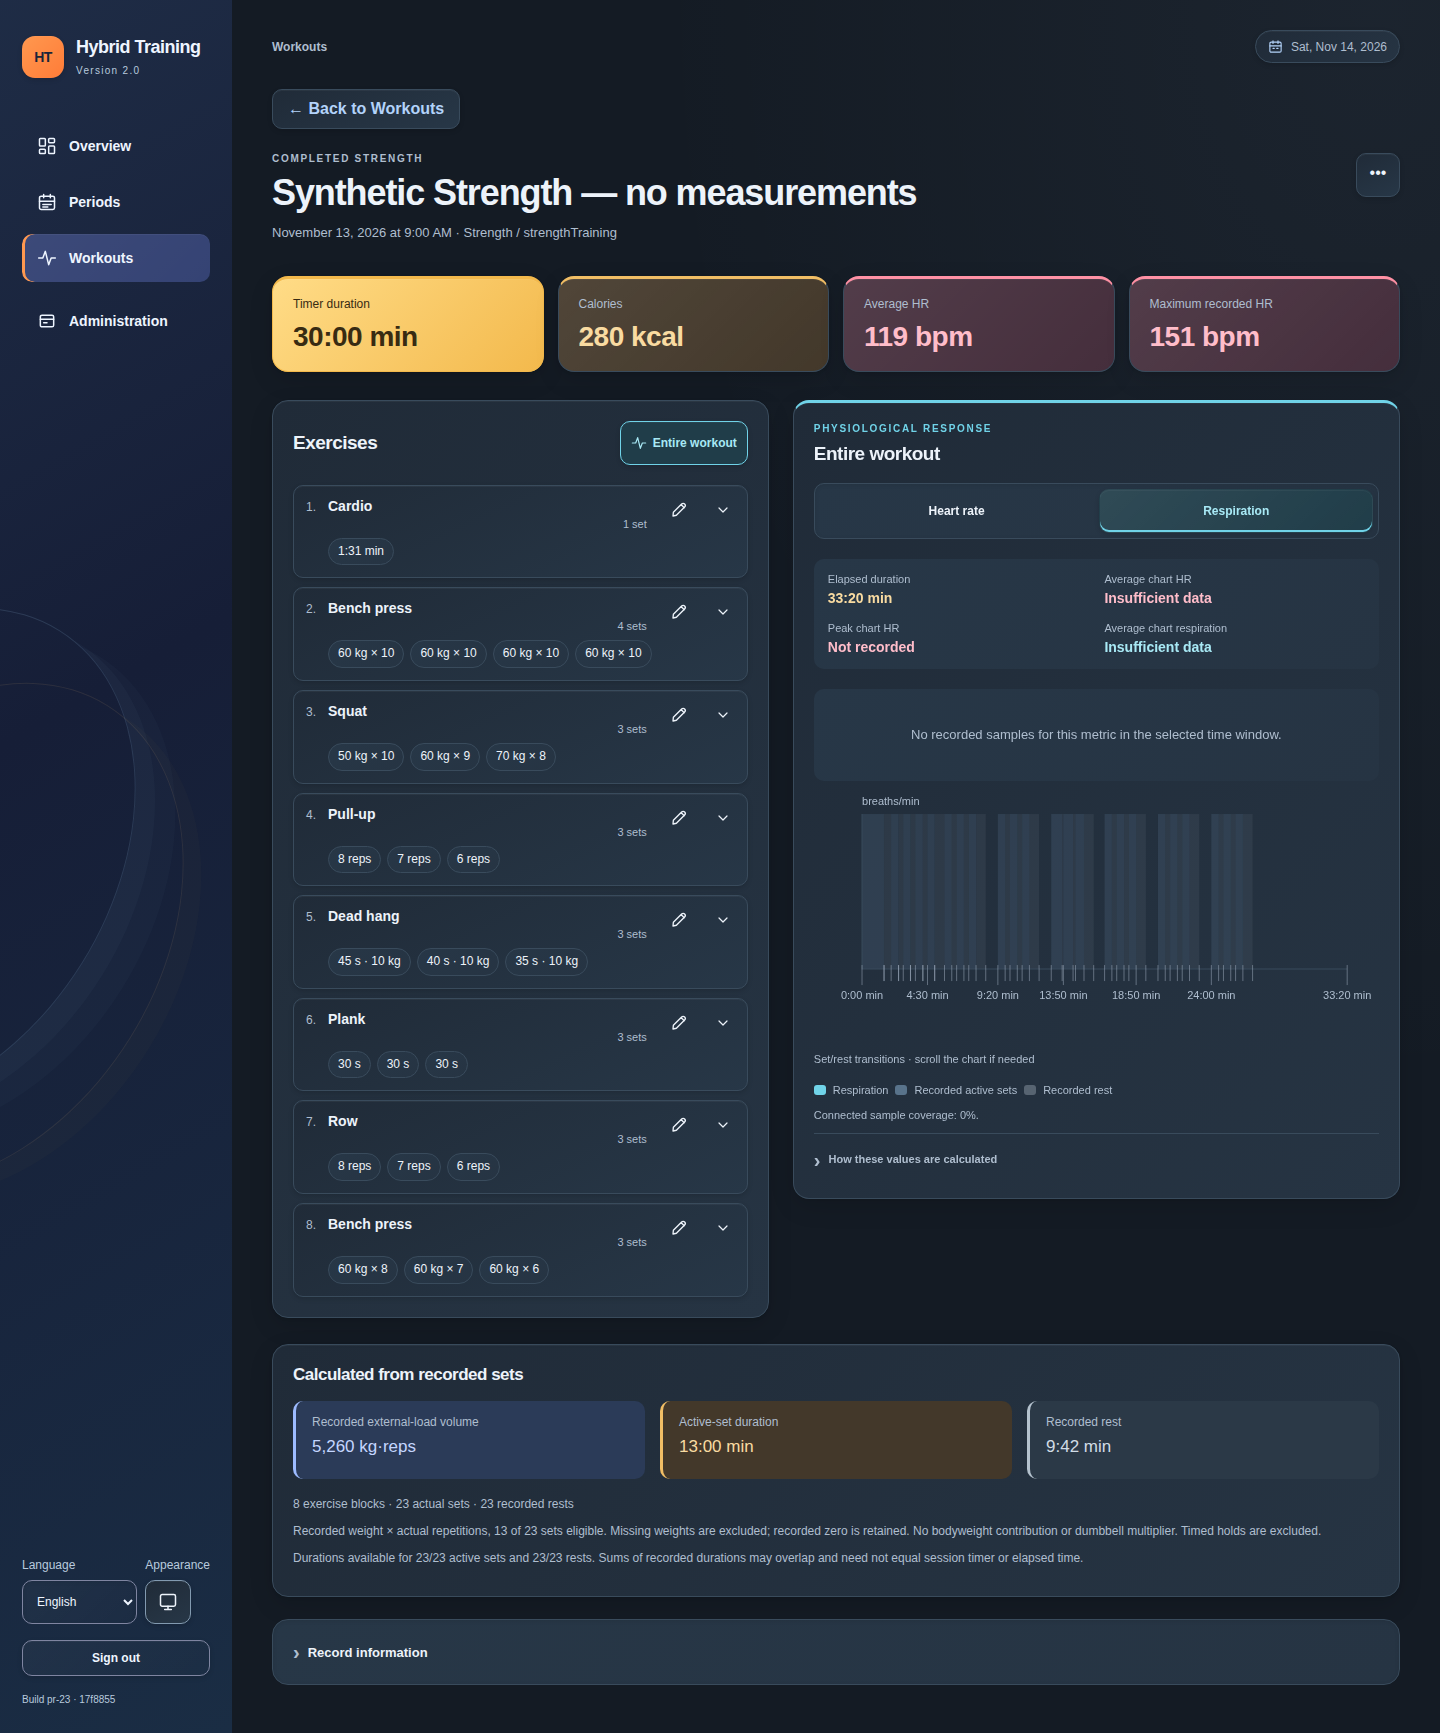 HT
Hybrid Training
Version 2.0
Overview
Periods
Workouts
Administration
Language
Appearance
English
Sign out
Build pr-23 · 17f8855
Workouts
Sat, Nov 14, 2026
← Back to Workouts
COMPLETED STRENGTH
Synthetic Strength — no measurements
•••
November 13, 2026 at 9:00 AM · Strength / strengthTraining
Timer duration
30:00 min
Calories
280 kcal
Average HR
119 bpm
Maximum recorded HR
151 bpm
Exercises
Entire workout
1. Cardio
1 set
1:31 min
2. Bench press
4 sets
60 kg × 10 60 kg × 10 60 kg × 10 60 kg × 10
3. Squat
3 sets
50 kg × 10 60 kg × 9 70 kg × 8
4. Pull-up
3 sets
8 reps 7 reps 6 reps
5. Dead hang
3 sets
45 s · 10 kg 40 s · 10 kg 35 s · 10 kg
6. Plank
3 sets
30 s 30 s 30 s
7. Row
3 sets
8 reps 7 reps 6 reps
8. Bench press
3 sets
60 kg × 8 60 kg × 7 60 kg × 6
PHYSIOLOGICAL RESPONSE
Entire workout
Heart rate Respiration
Elapsed duration
33:20 min
Average chart HR
Insufficient data
Peak chart HR
Not recorded
Average chart respiration
Insufficient data
No recorded samples for this metric in the selected time window.
breaths/min
0:00 min 4:30 min 9:20 min 13:50 min 18:50 min 24:00 min 33:20 min
Set/rest transitions · scroll the chart if needed
Respiration Recorded active sets Recorded rest
Connected sample coverage: 0%.
› How these values are calculated
Calculated from recorded sets
Recorded external-load volume
5,260 kg·reps
Active-set duration
13:00 min
Recorded rest
9:42 min
8 exercise blocks · 23 actual sets · 23 recorded rests
Recorded weight × actual repetitions, 13 of 23 sets eligible. Missing weights are excluded; recorded zero is retained. No bodyweight contribution or dumbbell multiplier. Timed holds are excluded.
Durations available for 23/23 active sets and 23/23 rests. Sums of recorded durations may overlap and need not equal session timer or elapsed time.
› Record information